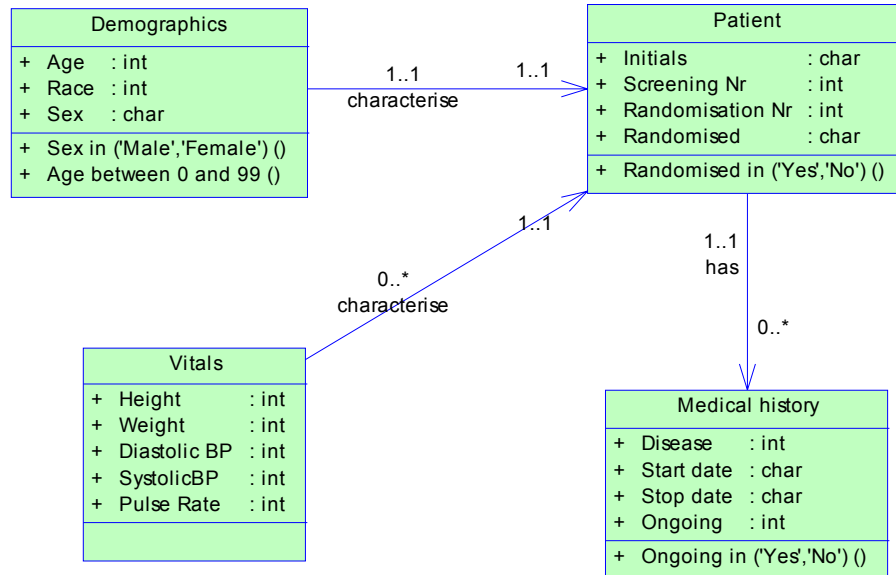 Demographics
+ Age : int
+ Race : int
+ Sex : char
+ Sex in ('Male','Female') ()
+ Age between 0 and 99 ()
1..1
characterise
1..1
Patient
+ Initials : char
+ Screening Nr : int
+ Randomisation Nr : int
+ Randomised : char
+ Randomised in ('Yes','No') ()
1..1
0..*
characterise
1..1
has
0..*
Vitals
+ Height : int
+ Weight : int
+ Diastolic BP : int
+ SystolicBP : int
+ Pulse Rate : int
Medical history
+ Disease : int
+ Start date : char
+ Stop date : char
+ Ongoing : int
+ Ongoing in ('Yes','No') ()